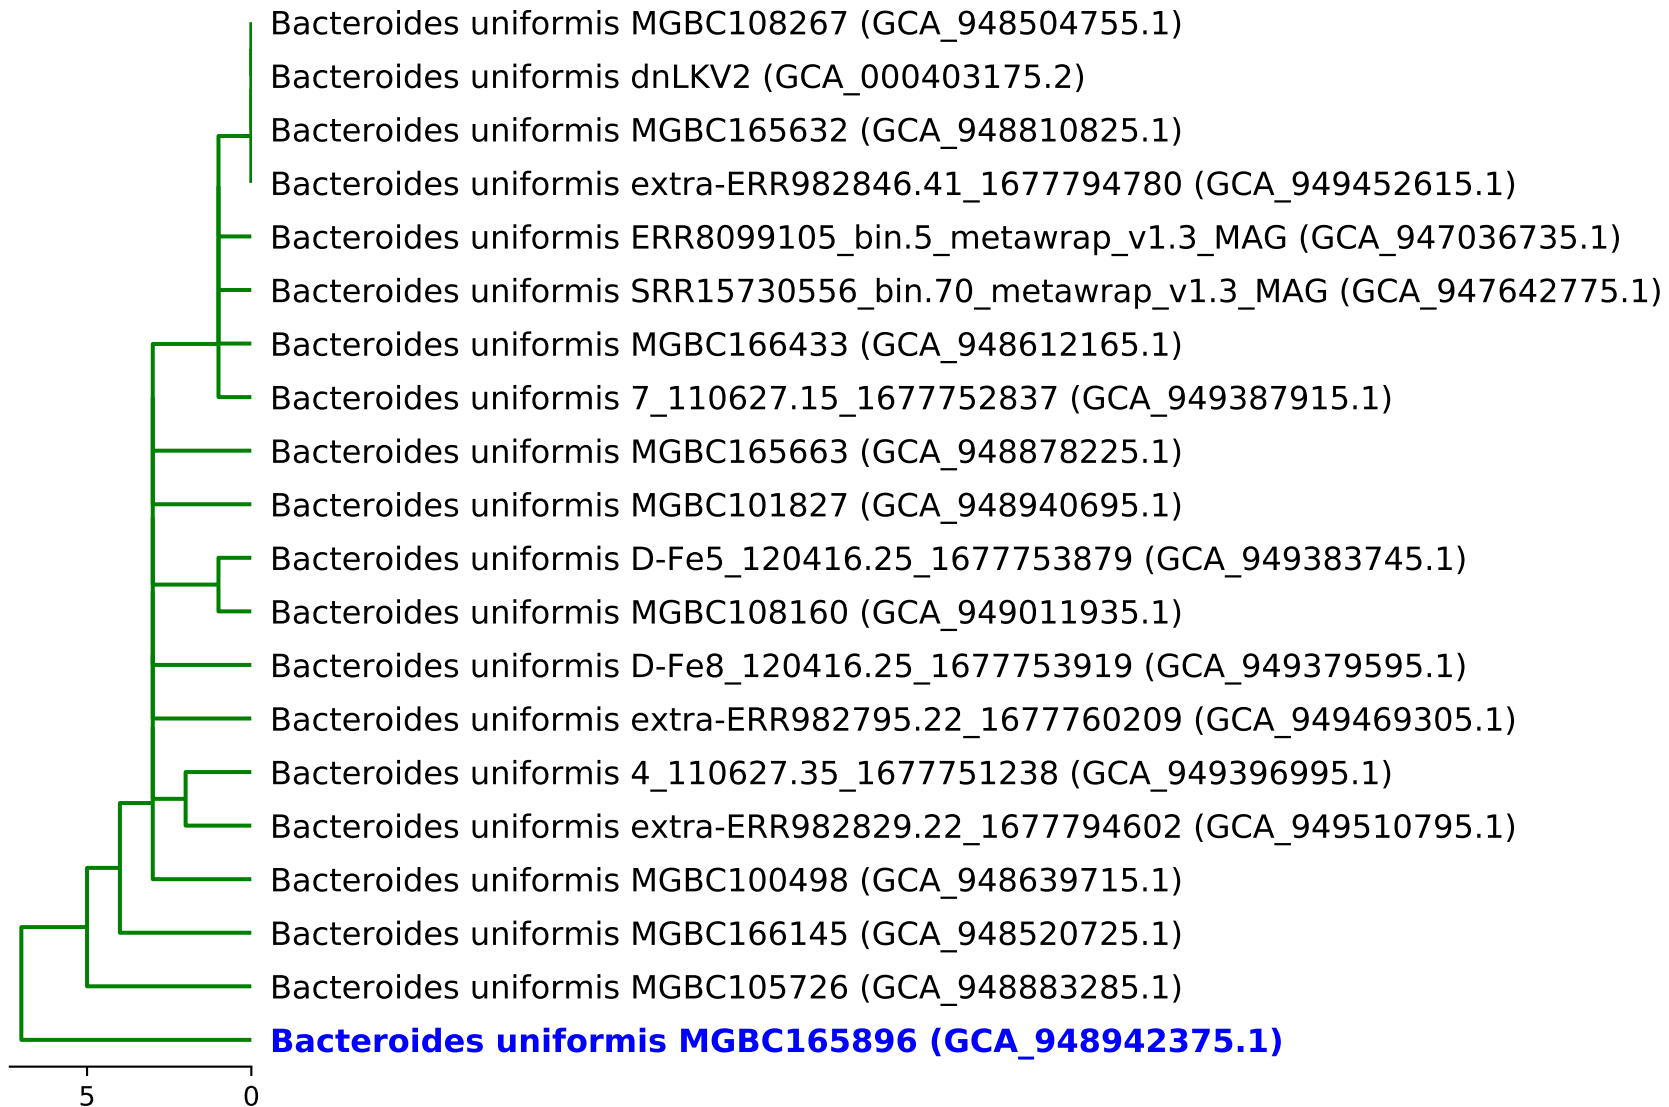 Bacteroides uniformis MGBC108267 (GCA_948504755.1)
Bacteroides uniformis dnLKV2 (GCA_000403175.2)
Bacteroides uniformis MGBC165632 (GCA_948810825.1)
Bacteroides uniformis extra-ERR982846.41_1677794780 (GCA_949452615.1)
Bacteroides uniformis ERR8099105_bin.5_metawrap_v1.3_MAG (GCA_947036735.1)
Bacteroides uniformis SRR15730556_bin.70_metawrap_v1.3_MAG (GCA_947642775.1)
Bacteroides uniformis MGBC166433 (GCA_948612165.1)
Bacteroides uniformis 7_110627.15_1677752837 (GCA_949387915.1)
Bacteroides uniformis MGBC165663 (GCA_948878225.1)
Bacteroides uniformis MGBC101827 (GCA_948940695.1)
Bacteroides uniformis D-Fe5_120416.25_1677753879 (GCA_949383745.1)
Bacteroides uniformis MGBC108160 (GCA_949011935.1)
Bacteroides uniformis D-Fe8_120416.25_1677753919 (GCA_949379595.1)
Bacteroides uniformis extra-ERR982795.22_1677760209 (GCA_949469305.1)
Bacteroides uniformis 4_110627.35_1677751238 (GCA_949396995.1)
Bacteroides uniformis extra-ERR982829.22_1677794602 (GCA_949510795.1)
Bacteroides uniformis MGBC100498 (GCA_948639715.1)
Bacteroides uniformis MGBC166145 (GCA_948520725.1)
Bacteroides uniformis MGBC105726 (GCA_948883285.1)
Bacteroides uniformis MGBC165896 (GCA_948942375.1)
5 0